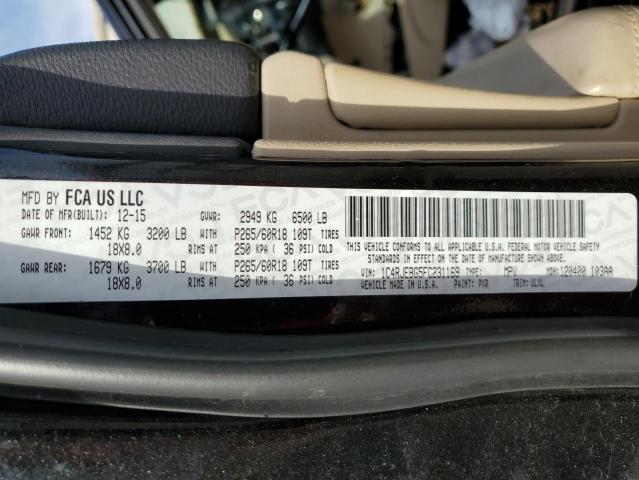 MFD BY FCA US LLC
DATE OF MFR(BUILT): 12-15 GVWR: 2949 KG 6500 LB
GAWR FRONT: 1452 KG 3200 LB WITH P265/60R18 109T TIRES
18X8.0 RIMS AT 250 KPA ( 36 PSI) COLD
GAWR REAR: 1679 KG 3700 LB WITH P265/60R18 109T TIRES
18X8.0 RIMS AT 250 KPA ( 36 PSI) COLD
THIS VEHICLE CONFORMS TO ALL APPLICABLE U.S.A. FEDERAL MOTOR VEHICLE SAFETY
STANDARDS IN EFFECT ON THE DATE OF MANUFACTURE SHOWN ABOVE.
VIN: 1C4RJEBG5FC231169 TYPE: MPV MDH: 120400 103AA
VEHICLE MADE IN U.S.A. PAINT: PXR TRIM: